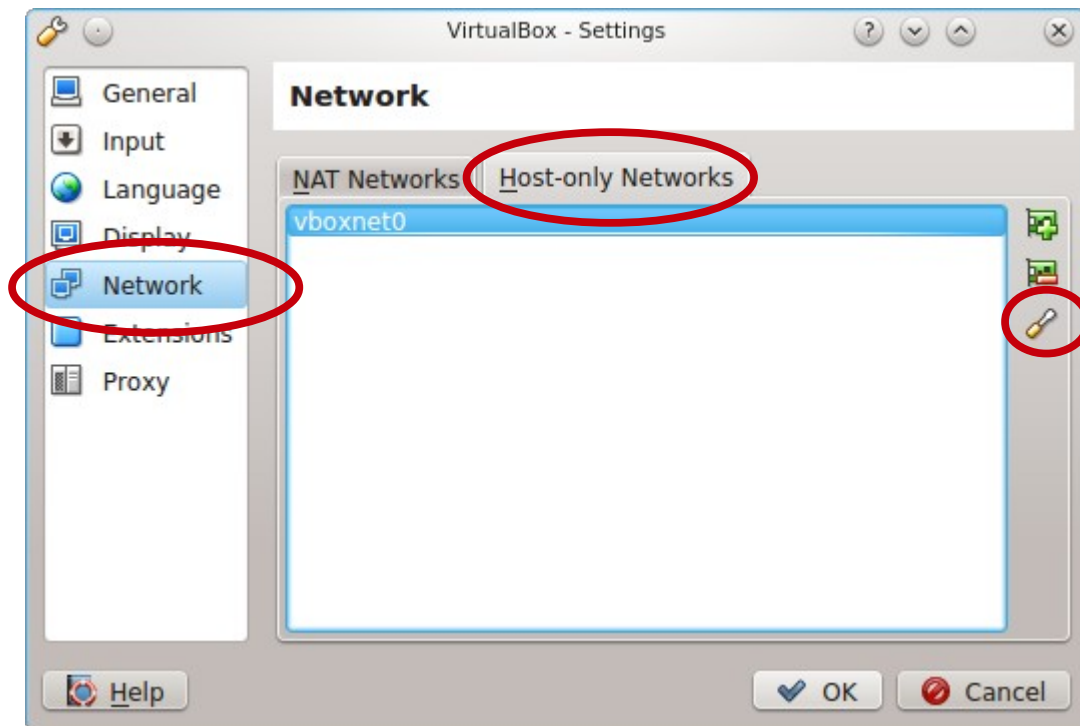 VirtualBox - Settings
General
Input
Language
Display
Network
Extensions
Proxy
Network
NAT Networks
Host-only Networks
vboxnet0
Help
OK
Cancel